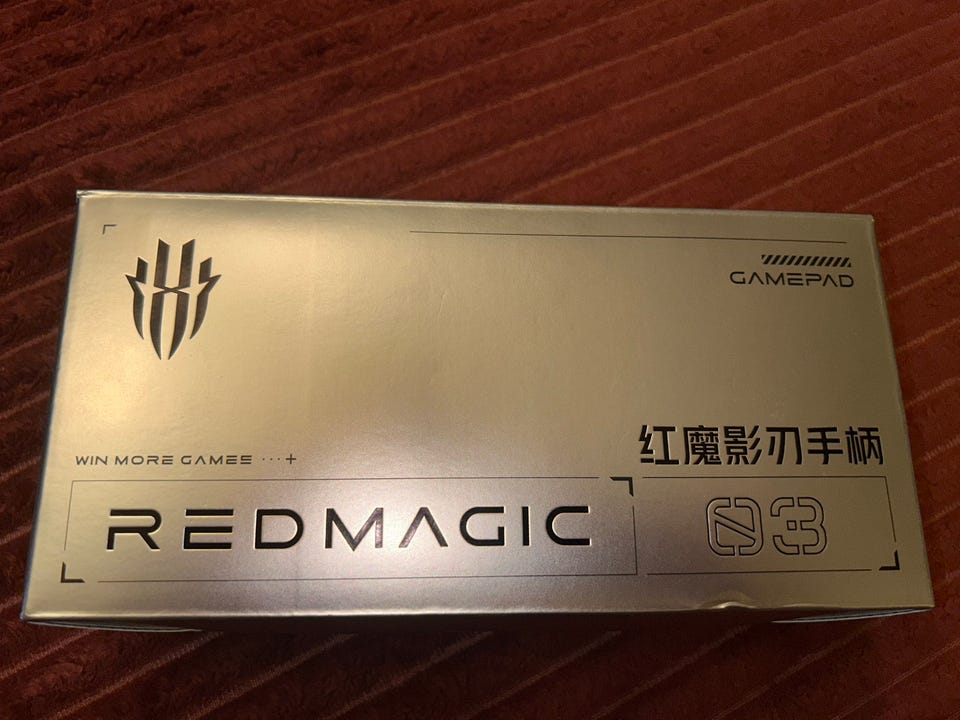 GAMEPAD
红魔影刃手柄
WIN MORE GAMES
REDMAGIC
03